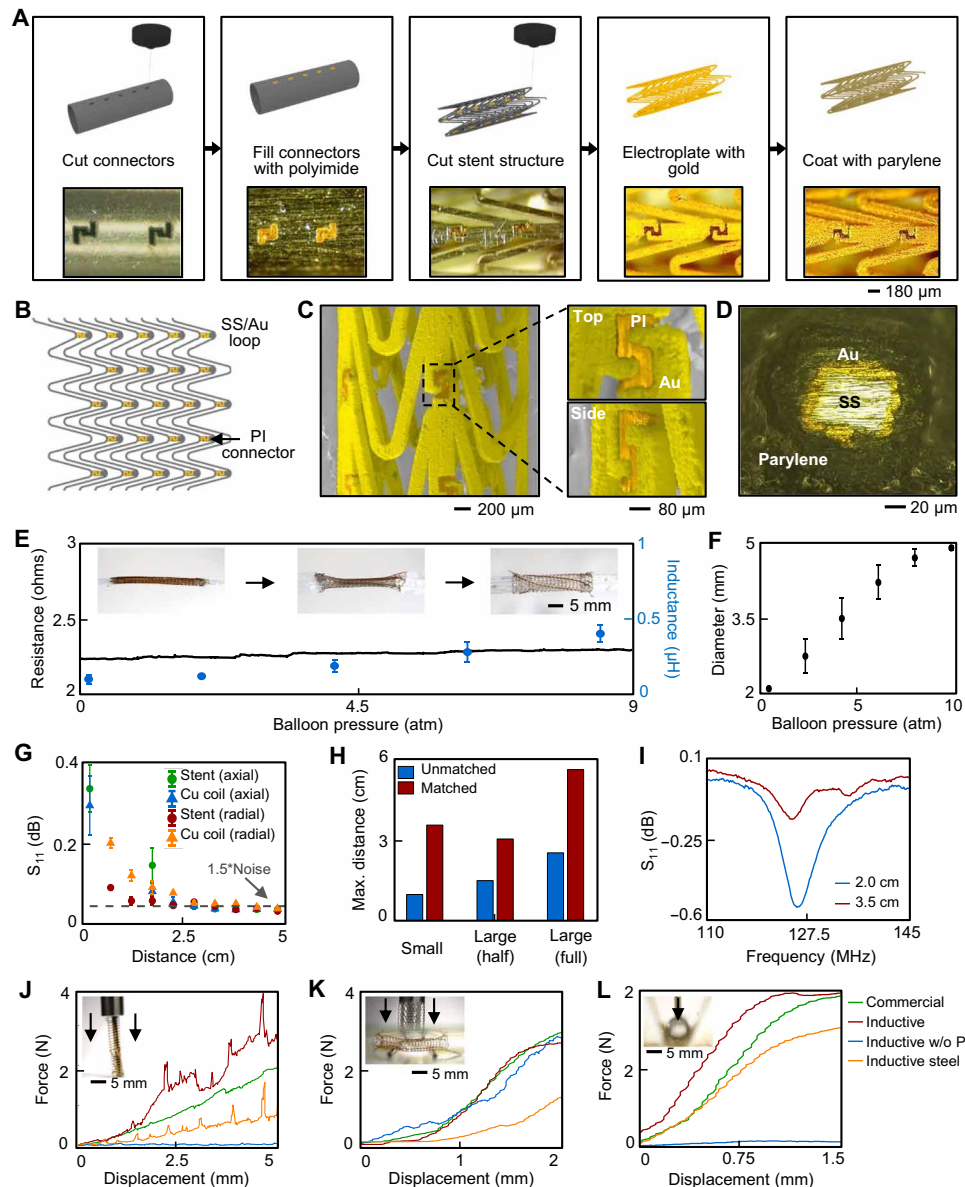 A
Cut connectors
Fill connectors
with polyimide
Cut stent structure
Electroplate with
gold
Coat with parylene
180 μm
B
SS/Au
loop
PI
connector
C
Top
PI
Au
Side
200 μm
80 μm
D
Au
SS
Parylene
20 μm
E
Resistance (ohms)
3
2.5
2
1
0.5
0
Inductance (μH)
5 mm
0
4.5
9
Balloon pressure (atm)
F
Diameter (mm)
5
3.5
2
0
5
10
Balloon pressure (atm)
G
S11 (dB)
0.4
0.2
0
Stent (axial)
Cu coil (axial)
Stent (radial)
Cu coil (radial)
1.5*Noise
0
2.5
5
Distance (cm)
H
Max. distance (cm)
6
3
0
Unmatched
Matched
Small
Large
(half)
Large
(full)
I
S11 (dB)
0.1
−0.25
−0.6
2.0 cm
3.5 cm
110
127.5
145
Frequency (MHz)
J
Force (N)
4
2
0
5 mm
0
2.5
5
Displacement (mm)
K
Force (N)
4
2
0
5 mm
0
1
2
Displacement (mm)
L
Force (N)
2
1
0
5 mm
0
0.75
1.5
Displacement (mm)
Commercial
Inductive
Inductive w/o P
Inductive steel